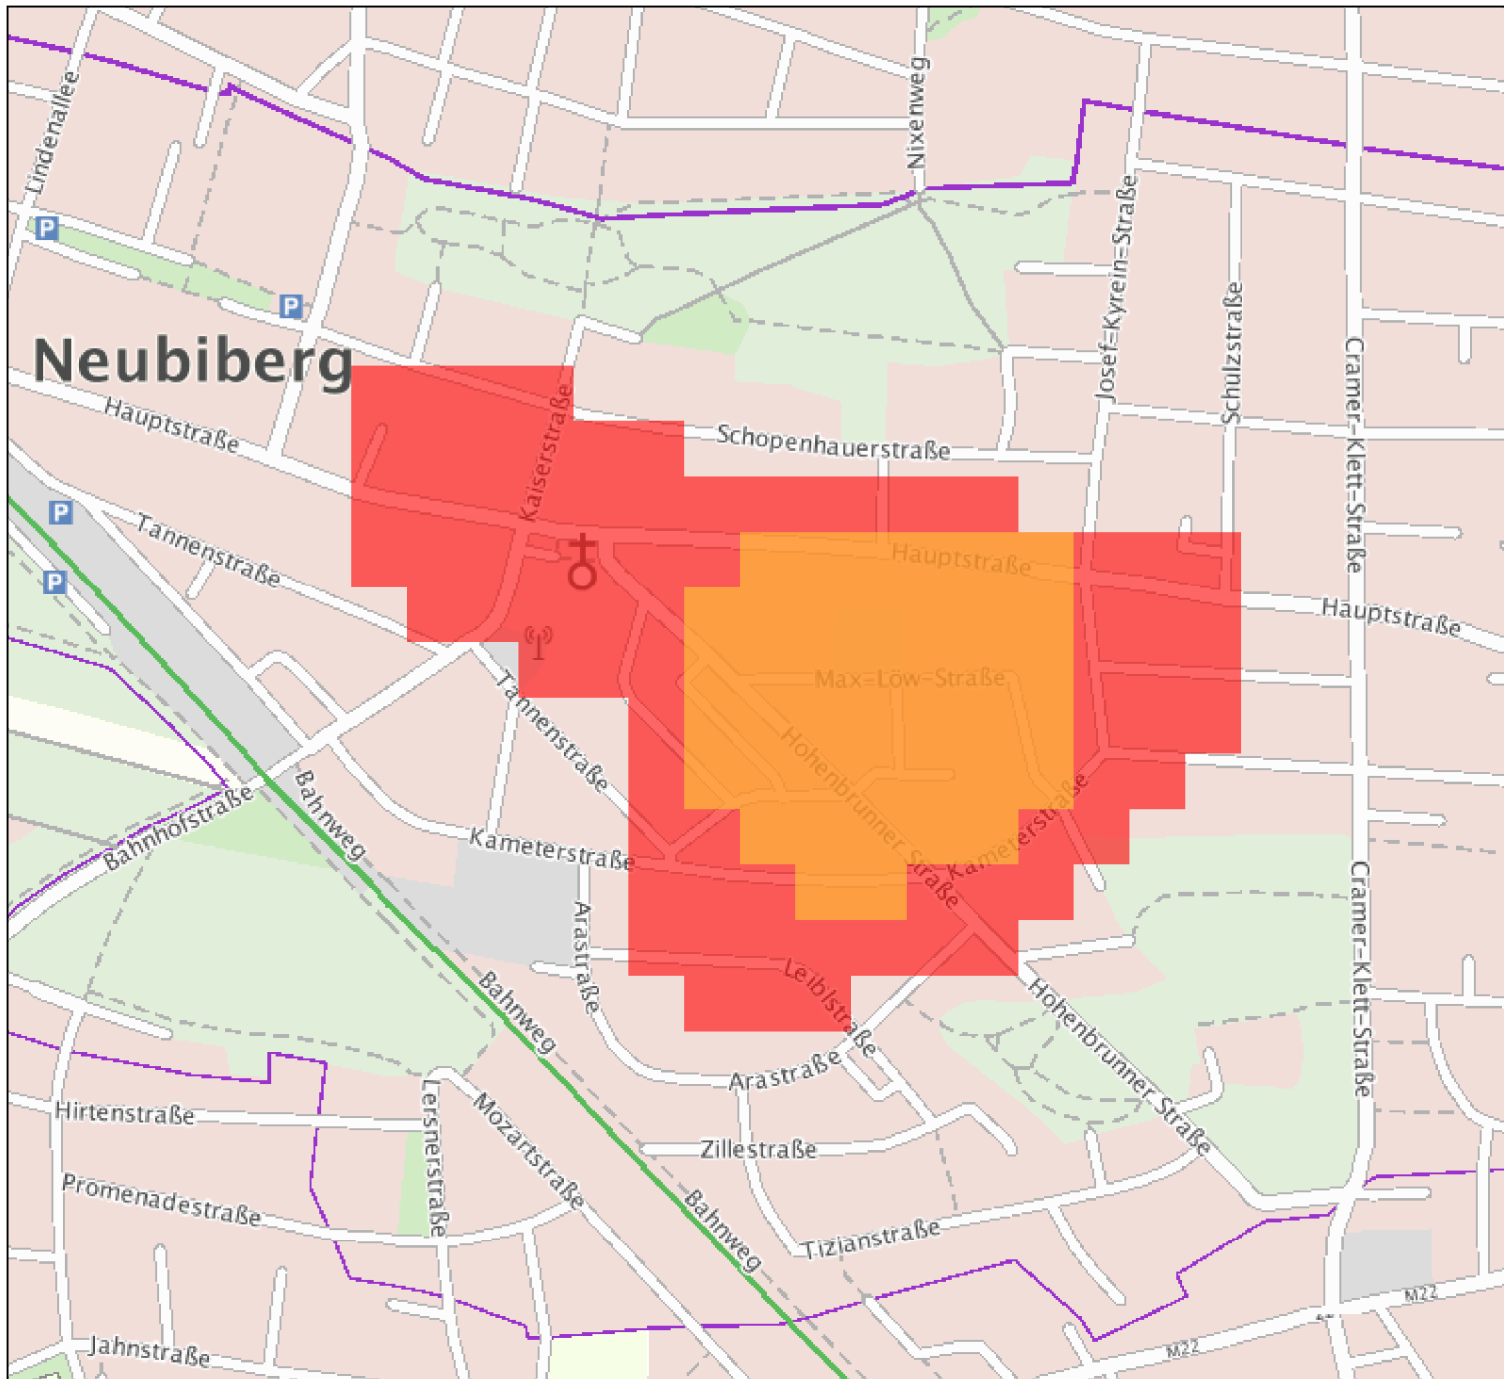 Lindenallee
Nixenweg
P
Josef-Kyrein-Straße
P
Schulzstraße
Neubiberg
Cramer-Klett-Straße
Hauptstraße
Kaiserstraße
Schopenhauerstraße
P
Tannenstraße
Hauptstraße
P
Hauptstraße
Tannenstraße
Max-Löw-Straße
Hohenbrunner Straße
Bahnhofstraße
Bahnweg
Kameterstraße
Kameterstraße
Cramer-Klett-Straße
Arastraße
Leiblstraße
Bahnweg
Hohenbrunner Straße
Arastraße
Hirtenstraße
Lersnerstraße
Mozartstraße
Zillestraße
Promenadestraße
Bahnweg
Tizianstraße
M22
M22
Jahnstraße